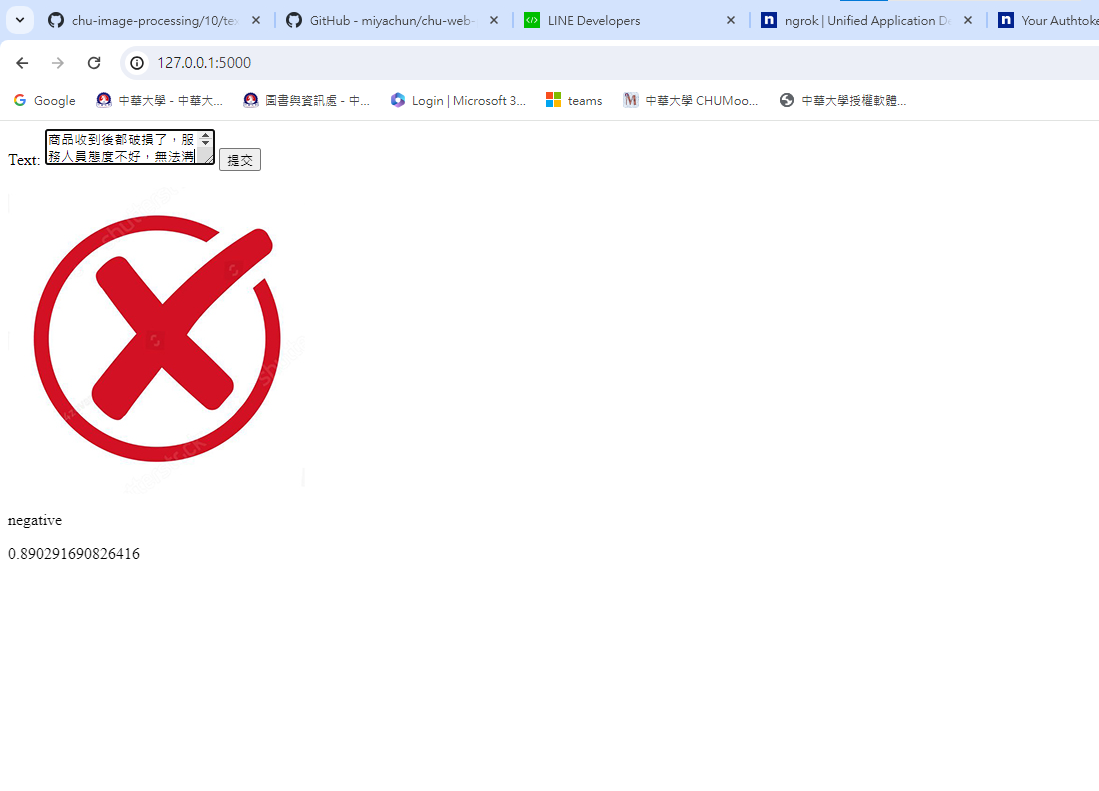 chu-image-processing/10/tex
GitHub - miyachun/chu-web-
LINE Developers
ngrok | Unified Application De
Your Authtoke
127.0.0.1:5000
Google
中華大學 - 中華大...
圖書與資訊處 - 中...
Login | Microsoft 3...
teams
中華大學 CHUMoo...
中華大學授權軟體...
商品收到後都破損了，服
Text: 務人員態度不好，無法溝
提交
negative
0.890291690826416